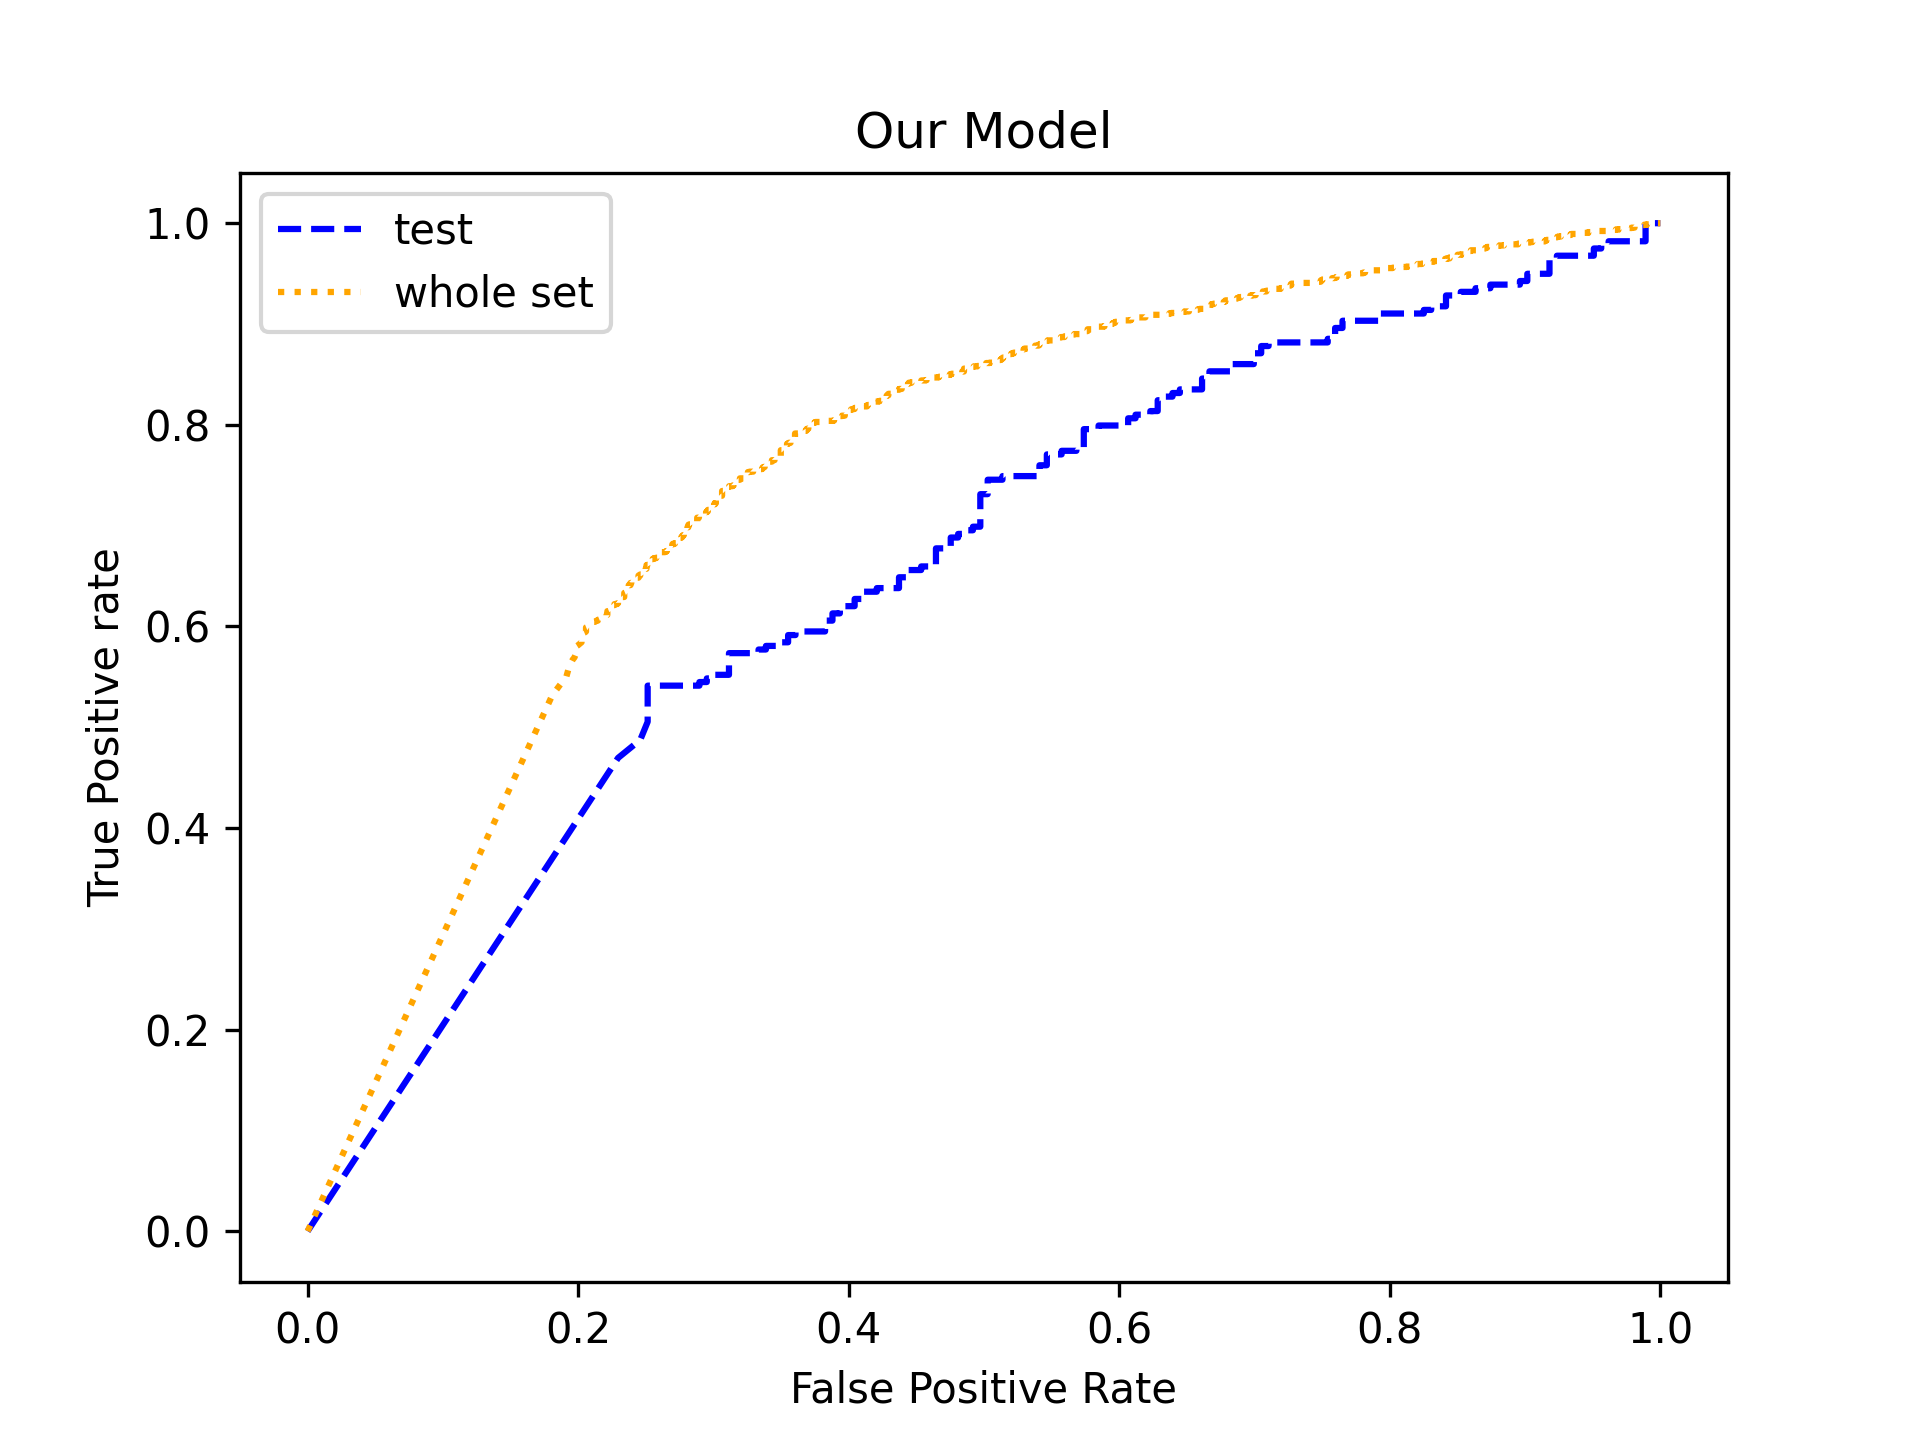 Our Model
test
whole set
True Positive rate
1.0
0.8
0.6
0.4
0.2
0.0
0.0 0.2 0.4 0.6 0.8 1.0
False Positive Rate